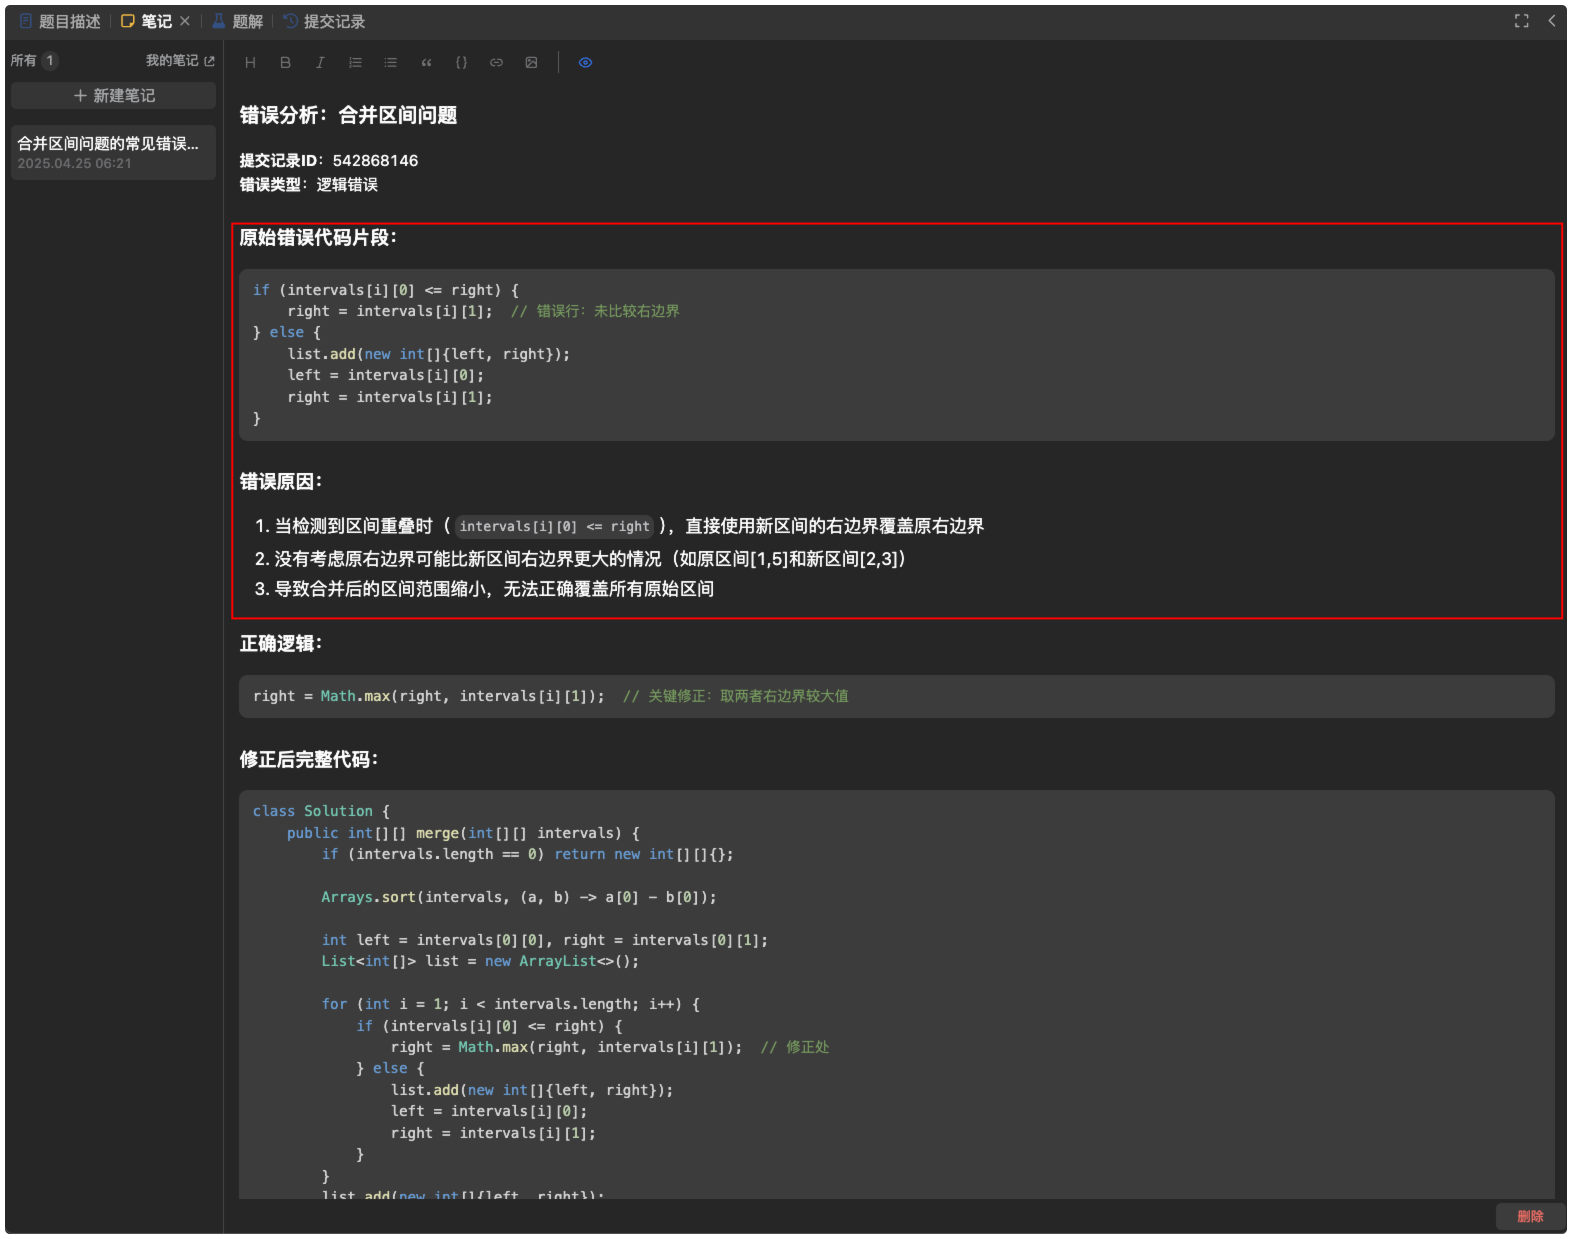 题目描述 笔记 题解 提交记录
所有 1 我的笔记
新建笔记
合并区间问题的常见错误...
2025.04.25 06:21
H B I “ {}
错误分析：合并区间问题
提交记录ID：542868146
错误类型：逻辑错误
原始错误代码片段：
if (intervals[i][0] <= right) {
    right = intervals[i][1];  // 错误行：未比较右边界
} else {
    list.add(new int[]{left, right});
    left = intervals[i][0];
    right = intervals[i][1];
}
错误原因：
1. 当检测到区间重叠时（ intervals[i][0] <= right ），直接使用新区间的右边界覆盖原右边界
2. 没有考虑原右边界可能比新区间右边界更大的情况（如原区间[1,5]和新区间[2,3]）
3. 导致合并后的区间范围缩小，无法正确覆盖所有原始区间
正确逻辑：
right = Math.max(right, intervals[i][1]);  // 关键修正：取两者右边界较大值
修正后完整代码：
class Solution {
    public int[][] merge(int[][] intervals) {
        if (intervals.length == 0) return new int[][]{};
        Arrays.sort(intervals, (a, b) -> a[0] - b[0]);
        int left = intervals[0][0], right = intervals[0][1];
        List<int[]> list = new ArrayList<>();
        for (int i = 1; i < intervals.length; i++) {
            if (intervals[i][0] <= right) {
                right = Math.max(right, intervals[i][1]);  // 修正处
            } else {
                list.add(new int[]{left, right});
                left = intervals[i][0];
                right = intervals[i][1];
            }
        }
        list.add(new int[]{left, right});
删除